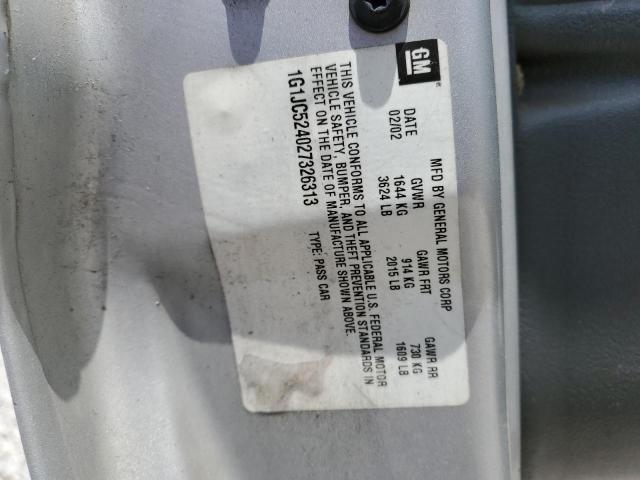 GM
MFD BY GENERAL MOTORS CORP
DATE GVWR GAWR FRT GAWR RR
02/02 1644 KG 914 KG 730 KG
3624 LB 2015 LB 1609 LB
THIS VEHICLE CONFORMS TO ALL APPLICABLE U.S. FEDERAL MOTOR
VEHICLE SAFETY, BUMPER, AND THEFT PREVENTION STANDARDS IN
EFFECT ON THE DATE OF MANUFACTURE SHOWN ABOVE.
1G1JC524027326313 TYPE: PASS CAR